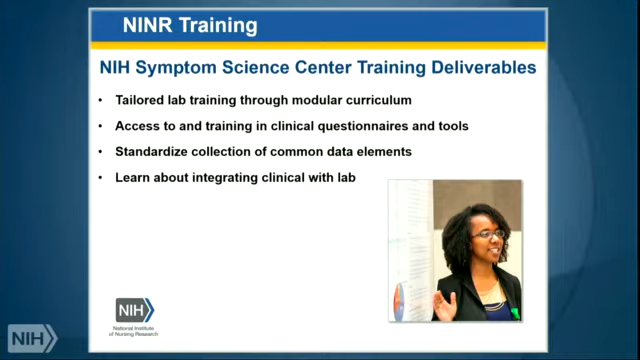 NINR Training
NIH Symptom Science Center Training Deliverables
• Tailored lab training through modular curriculum
• Access to and training in clinical questionnaires and tools
• Standardize collection of common data elements
• Learn about integrating clinical with lab
NIH
National Institute
of Nursing Research
NIH